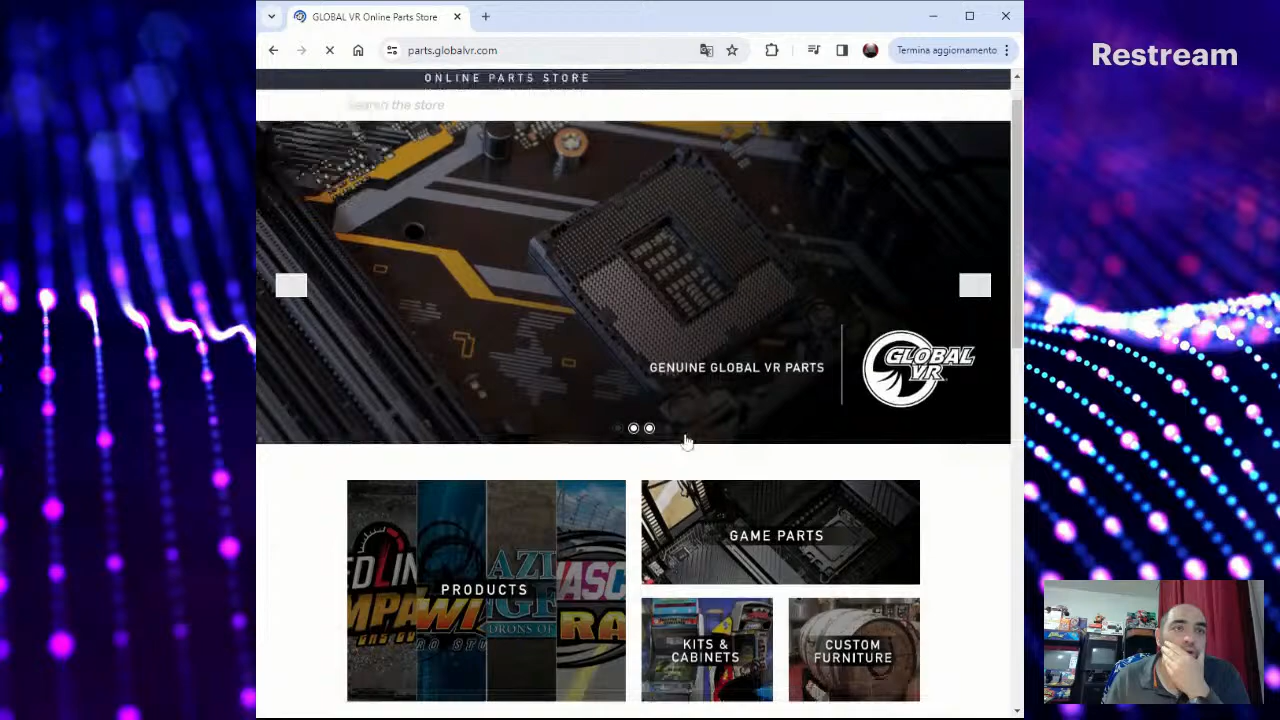 GLOBAL VR Online Parts Store
parts.globalvr.com
Termina aggiornamento
Restream
ONLINE PARTS STORE
Search the store
GENUINE GLOBAL VR PARTS
GLOBAL
VR
PRODUCTS
GAME PARTS
KITS &
CABINETS
CUSTOM
FURNITURE